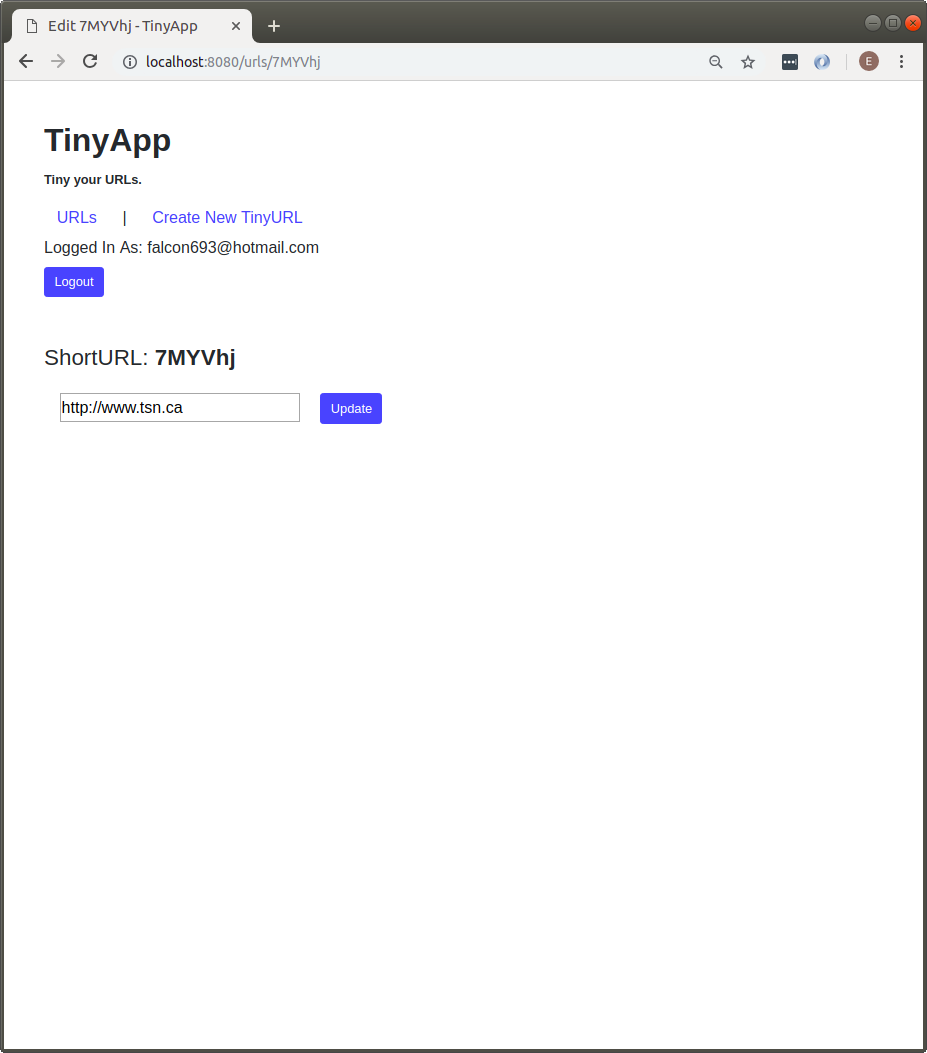 Edit 7MYVhj - TinyApp
localhost:8080/urls/7MYVhj
E
TinyApp
Tiny your URLs.
URLs | Create New TinyURL
Logged In As: falcon693@hotmail.com
Logout
ShortURL: 7MYVhj
http://www.tsn.ca Update